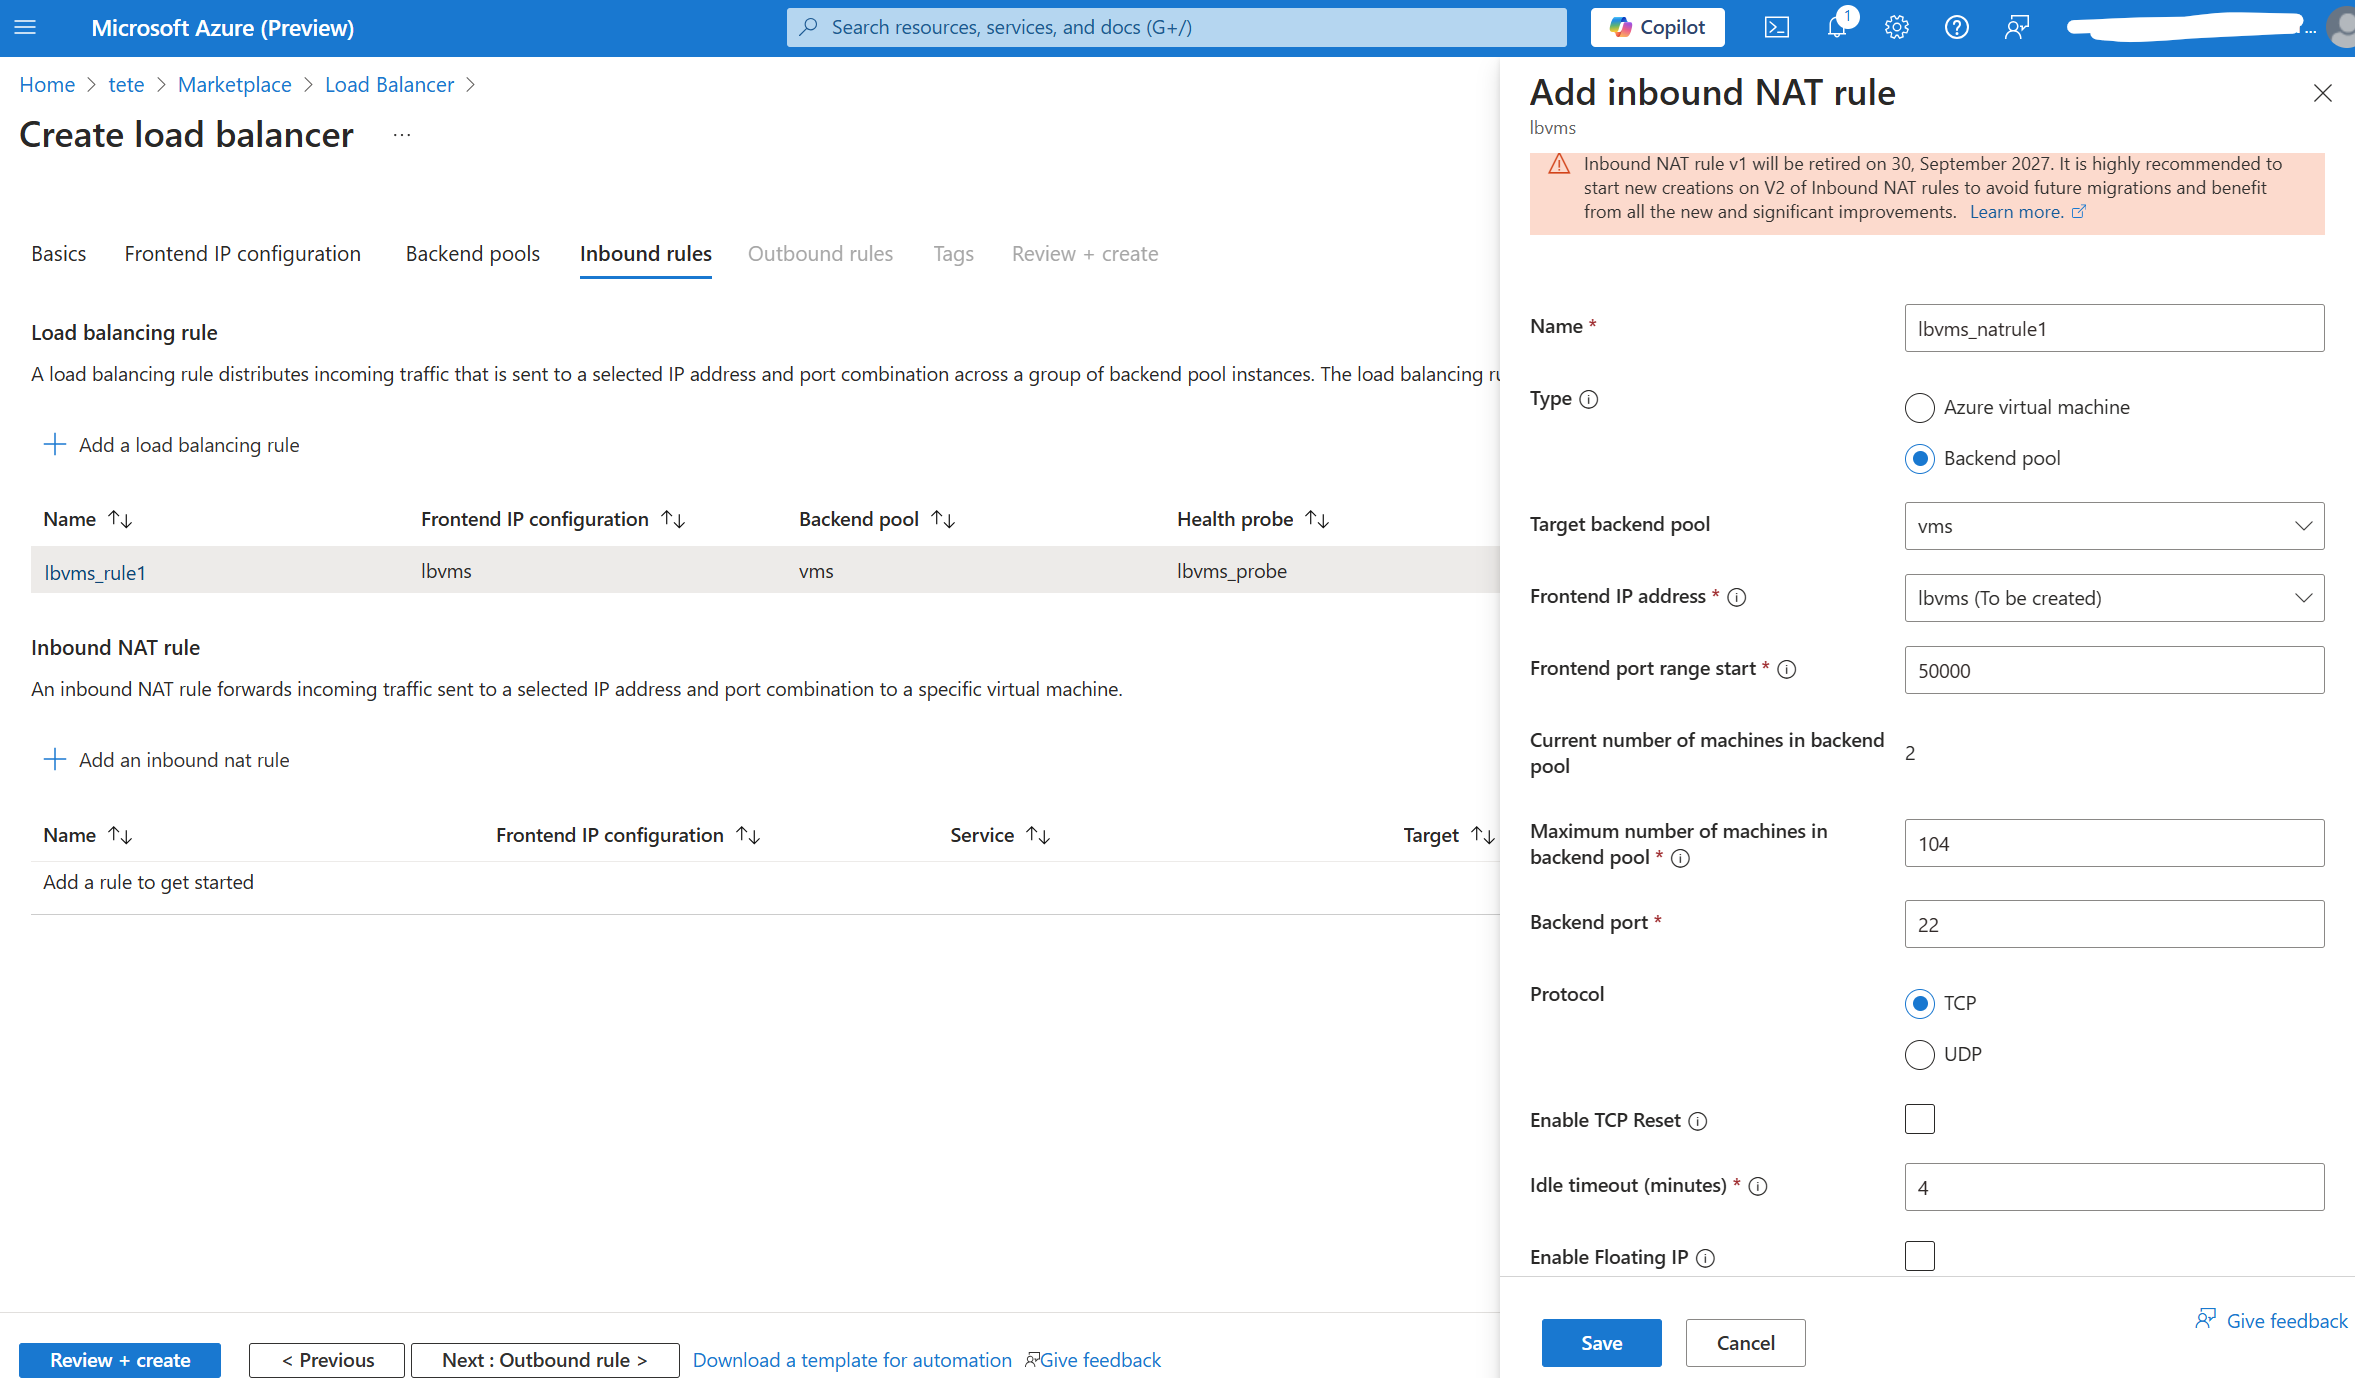 Microsoft Azure (Preview)
Search resources, services, and docs (G+/)
Copilot
1
...
Home > tete > Marketplace > Load Balancer >
Create load balancer ...
Basics Frontend IP configuration Backend pools Inbound rules Outbound rules Tags Review + create
Load balancing rule
A load balancing rule distributes incoming traffic that is sent to a selected IP address and port combination across a group of backend pool instances. The load balancing
+ Add a load balancing rule
Name Frontend IP configuration Backend pool Health probe
lbvms_rule1 lbvms vms lbvms_probe
Inbound NAT rule
An inbound NAT rule forwards incoming traffic sent to a selected IP address and port combination to a specific virtual machine.
+ Add an inbound nat rule
Name Frontend IP configuration Service Target
Add a rule to get started
Review + create < Previous Next : Outbound rule > Download a template for automation Give feedback
Add inbound NAT rule
lbvms
Inbound NAT rule v1 will be retired on 30, September 2027. It is highly recommended to
start new creations on V2 of Inbound NAT rules to avoid future migrations and benefit
from all the new and significant improvements. Learn more.
Name * lbvms_natrule1
Type Azure virtual machine
Backend pool
Target backend pool vms
Frontend IP address * lbvms (To be created)
Frontend port range start * 50000
Current number of machines in backend
pool 2
Maximum number of machines in
backend pool * 104
Backend port * 22
Protocol TCP
UDP
Enable TCP Reset
Idle timeout (minutes) * 4
Enable Floating IP
Give feedback
Save Cancel